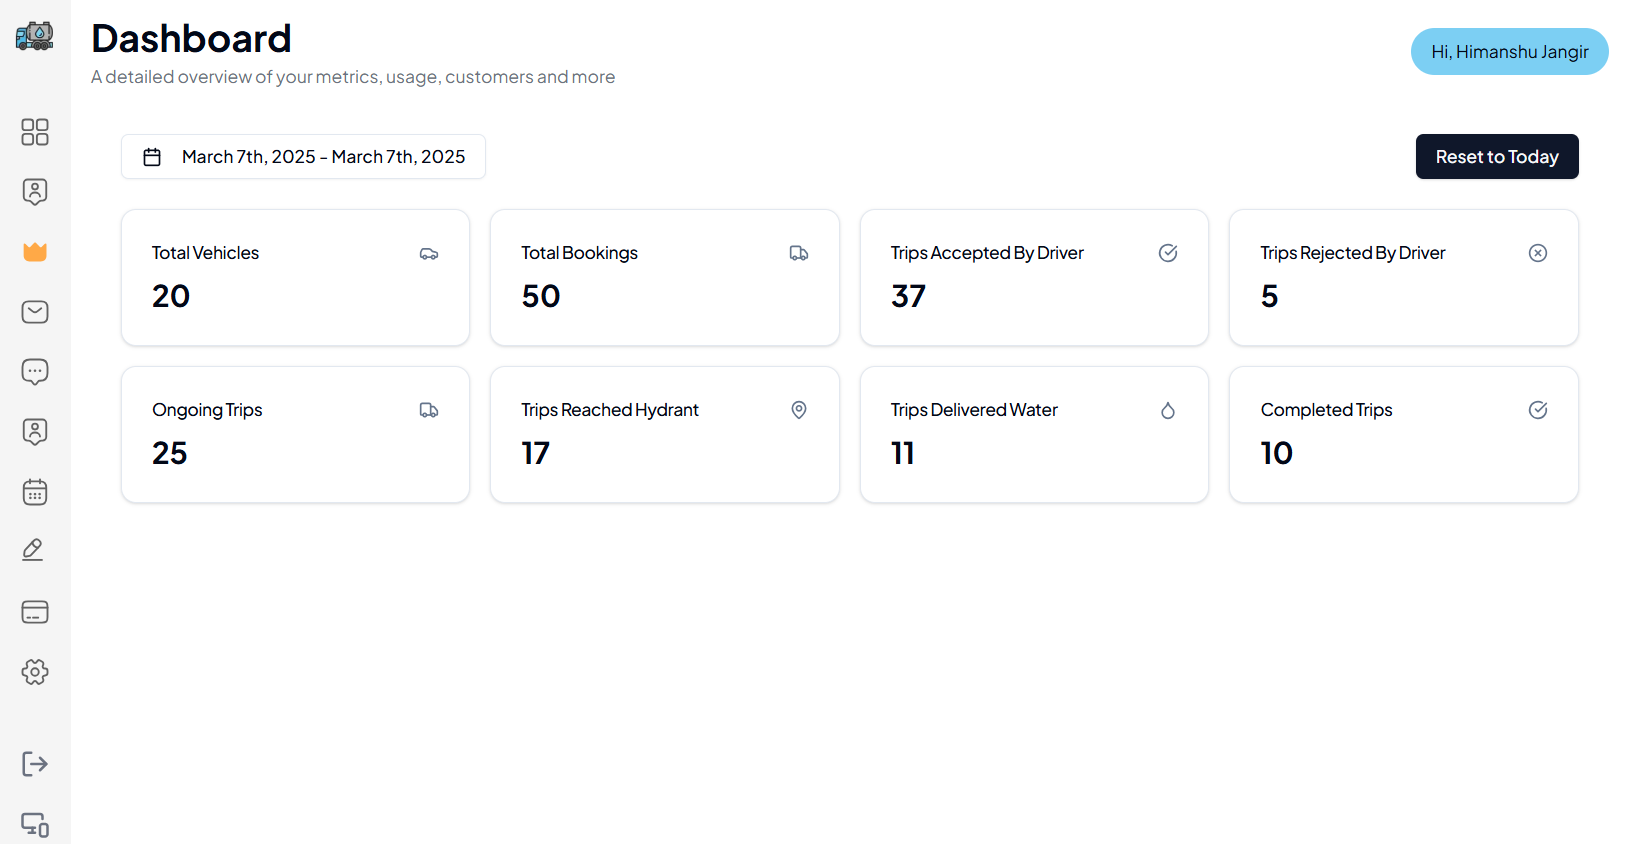 Dashboard
A detailed overview of your metrics, usage, customers and more
Hi, Himanshu Jangir
March 7th, 2025 - March 7th, 2025
Reset to Today
Total Vehicles
20
Total Bookings
50
Trips Accepted By Driver
37
Trips Rejected By Driver
5
Ongoing Trips
25
Trips Reached Hydrant
17
Trips Delivered Water
11
Completed Trips
10